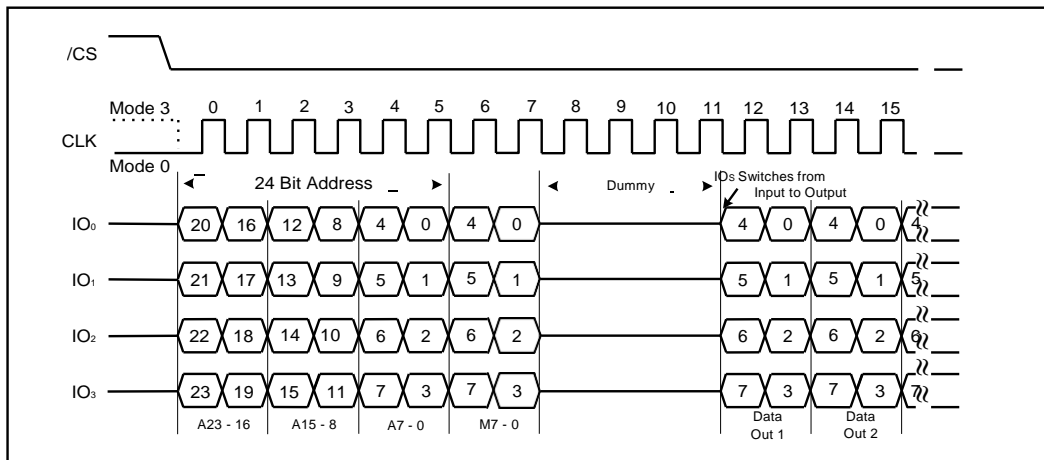 /CS
Mode 3 0 1 2 3 4 5 6 7 8 9 10 11 12 13 14 15
CLK
Mode 0
24 Bit Address
Dummy
IOs Switches from
Input to Output
IO0 20 16 12 8 4 0 4 0 4 0 4 0 4
IO1 21 17 13 9 5 1 5 1 5 1 5 1 5
IO2 22 18 14 10 6 2 6 2 6 2 6 2 6
IO3 23 19 15 11 7 3 7 3 7 3 7 3 7
A23 - 16 A15 - 8 A7 - 0 M7 - 0 Data Data
Out 1 Out 2